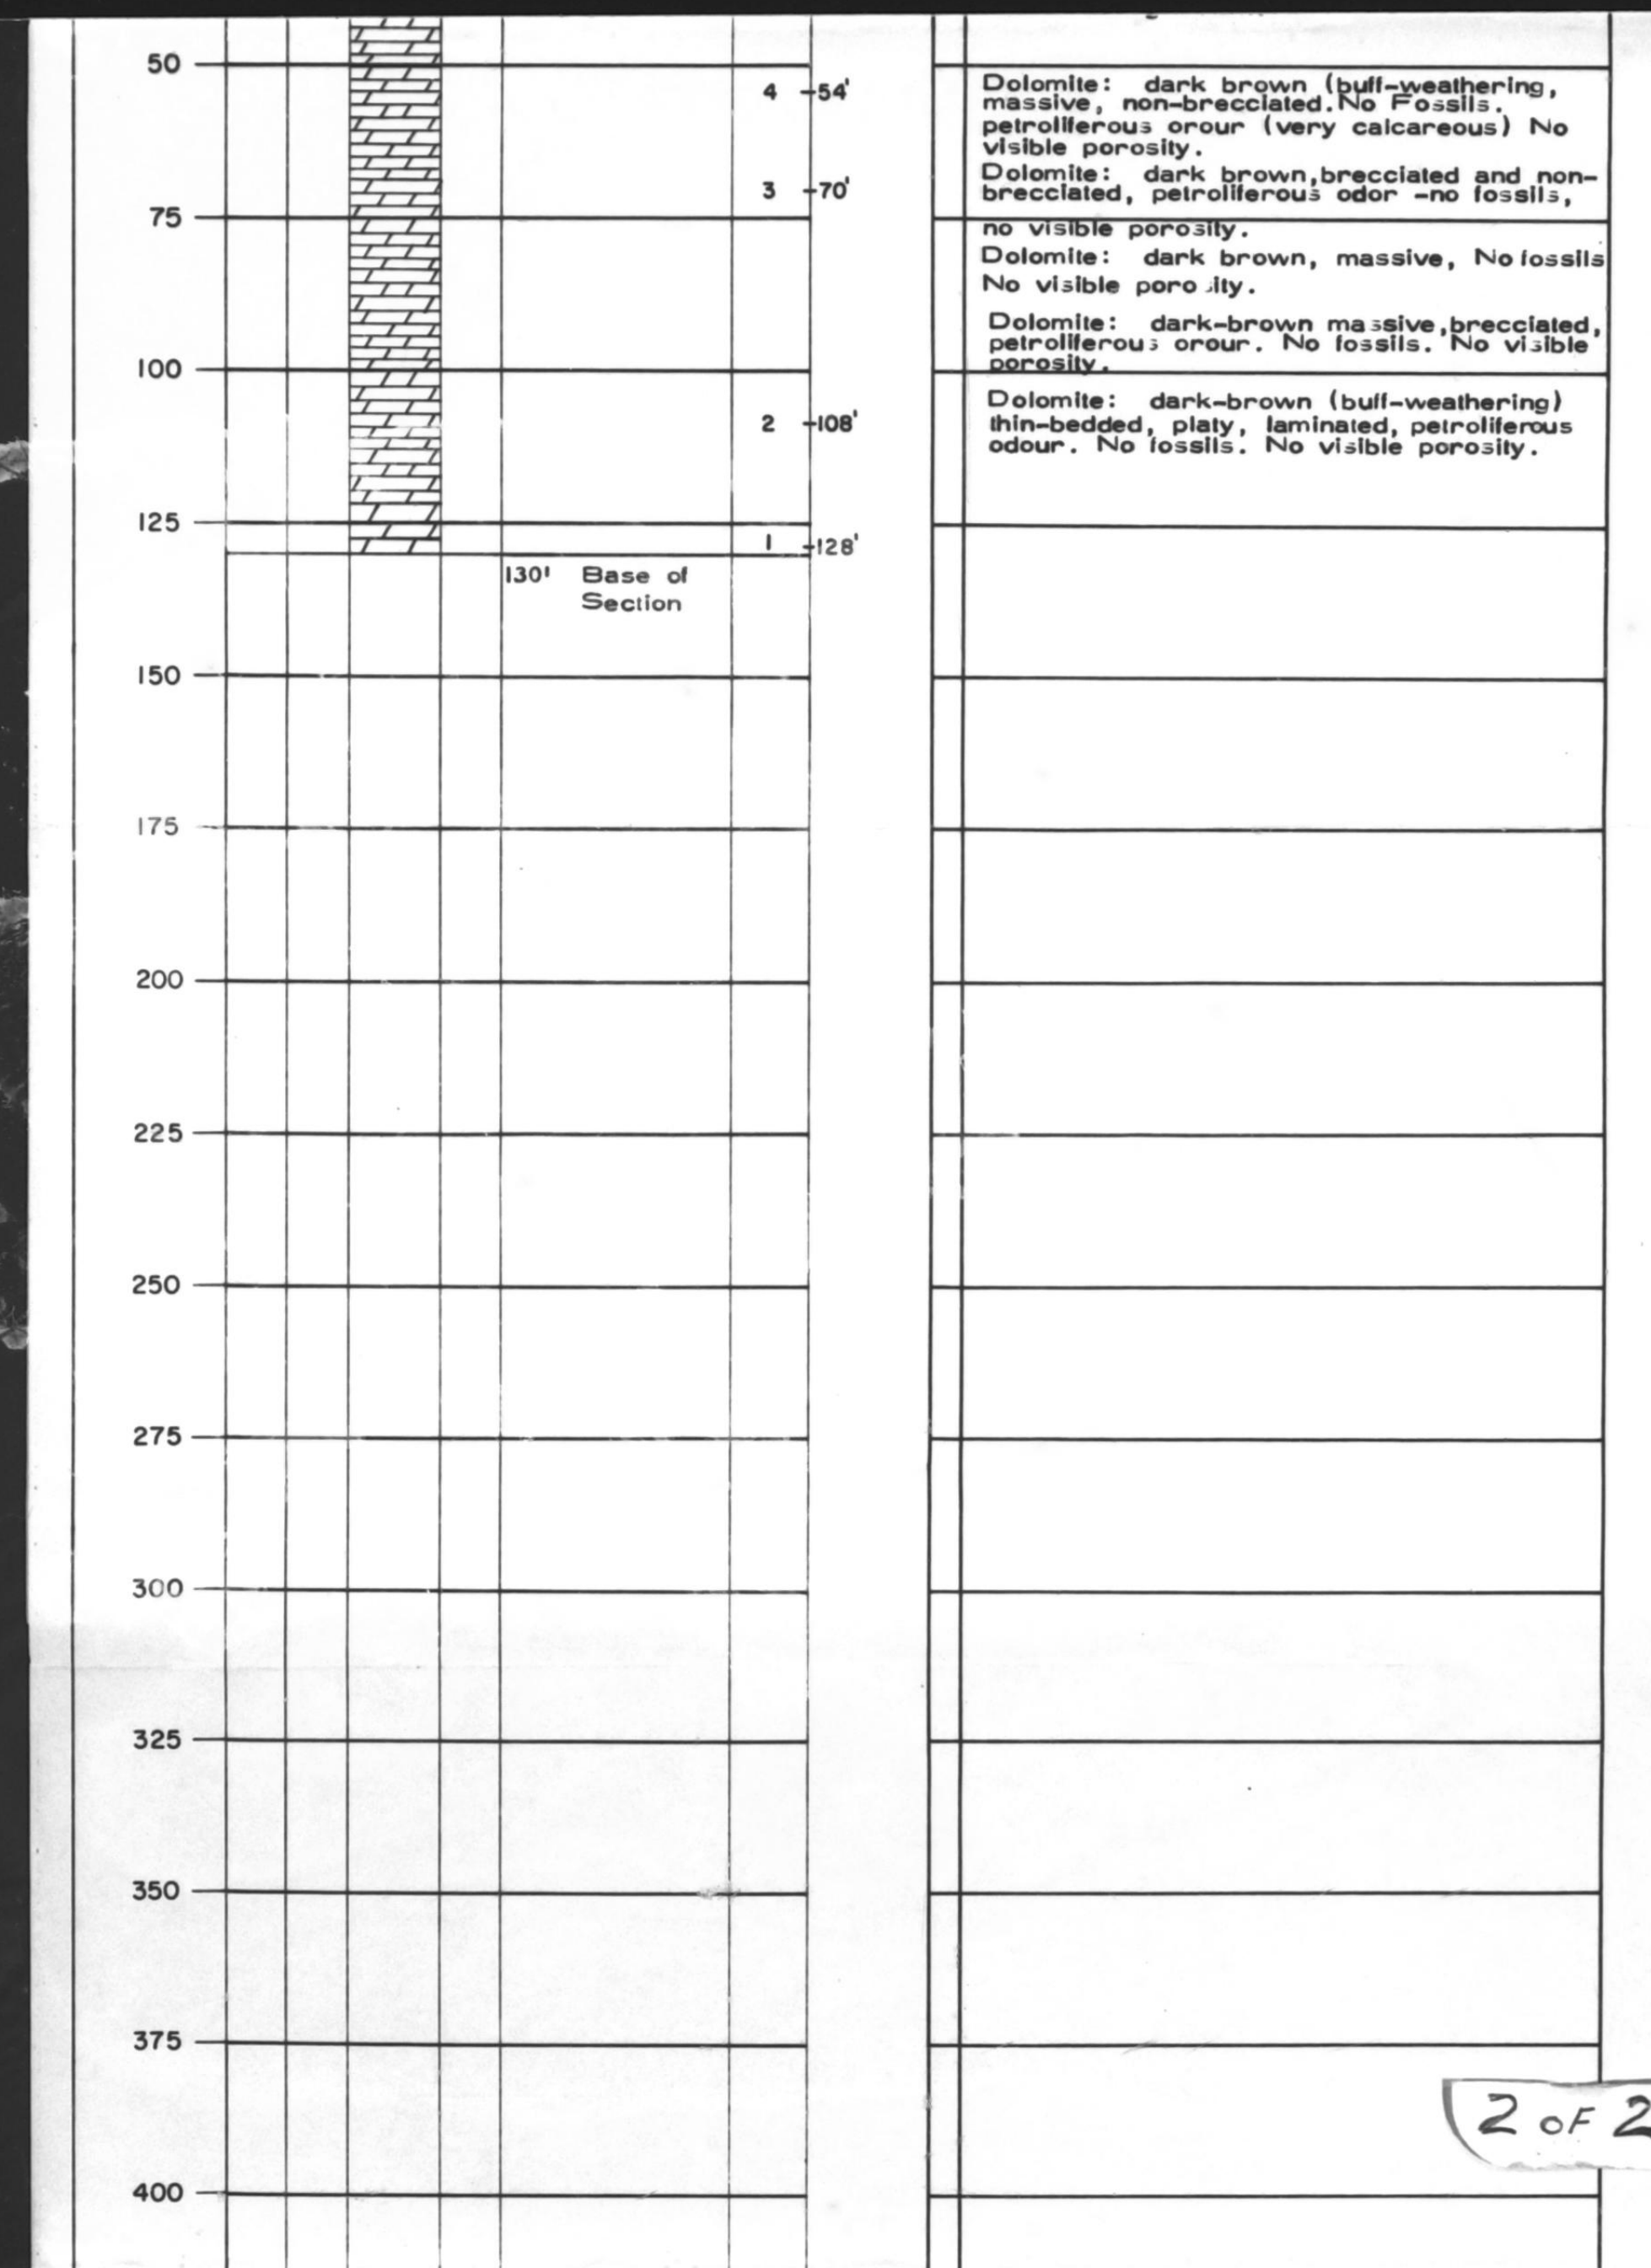 50
4 54'
Dolomite: dark brown (buff-weathering,
massive, non-brecciated. No Fossils.
petroliferous orour (very calcareous) No
visible porosity.
3 70'
Dolomite: dark brown, brecciated and non-
brecciated, petroliferous odor -no fossils,
75
no visible porosity.
Dolomite: dark brown, massive, No fossils
No visible porosity.
Dolomite: dark-brown massive, brecciated,
petroliferous orour. No fossils. No visible
porosity.
100
2 108'
Dolomite: dark-brown (buff-weathering)
thin-bedded, platy, laminated, petroliferous
odour. No fossils. No visible porosity.
125
1 128'
130' Base of
Section
150
175
200
225
250
275
300
325
350
375
2 OF 2
400